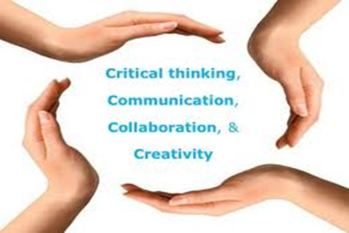 Critical thinking,
Communication,
Collaboration, &
Creativity